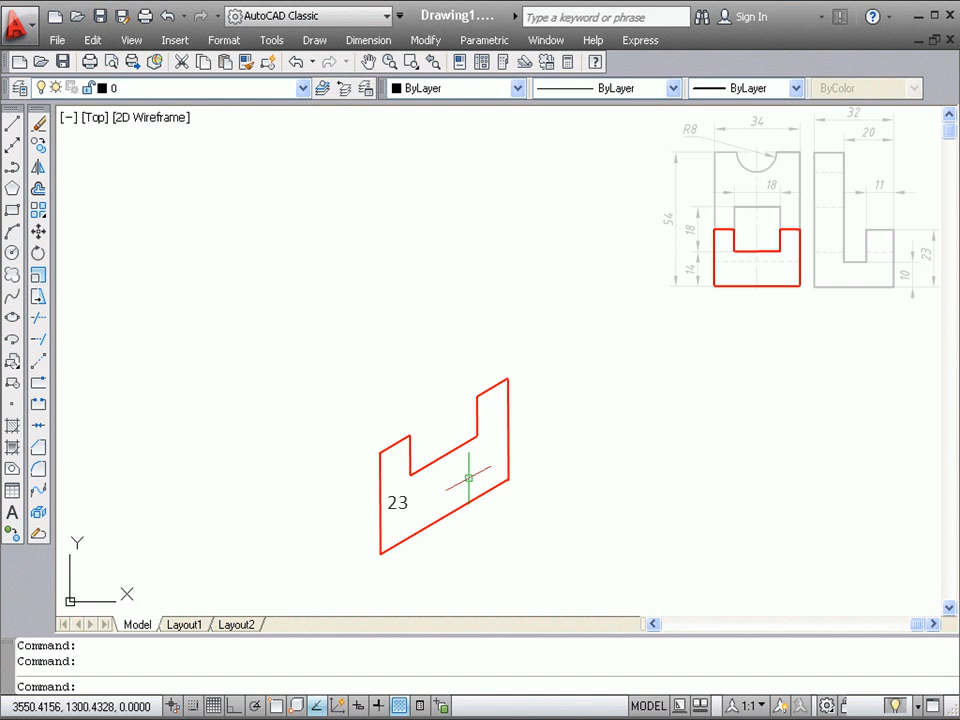 AutoCAD Classic
Drawing1....
Type a keyword or phrase
Sign In
File Edit View Insert Format Tools Draw Dimension Modify Parametric Window Help Express
0
ByLayer
ByLayer
ByLayer
ByColor
[−] [Top] [2D Wireframe]
32
34
20
R8
18
11
54
18
23
14
10
23
Y
X
Model Layout1 Layout2
Command:
Command:
Command:
3550.4156, 1300.4328, 0.0000
MODEL
1:1